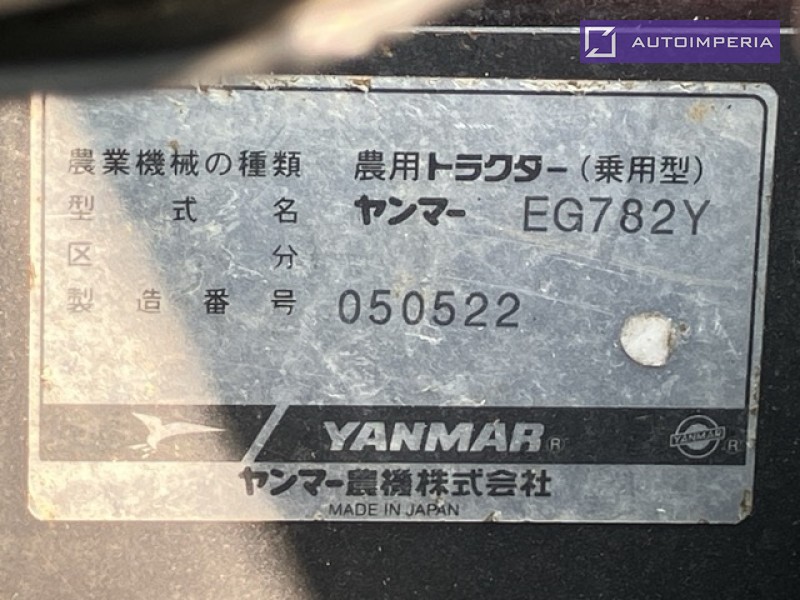 AUTOIMPERIA
農業機械の種類 農用トラクター(乗用型)
型式名 ヤンマー EG782Y
区分
製造番号 050522
YANMAR® YANMAR®
ヤンマー農機株式会社
MADE IN JAPAN